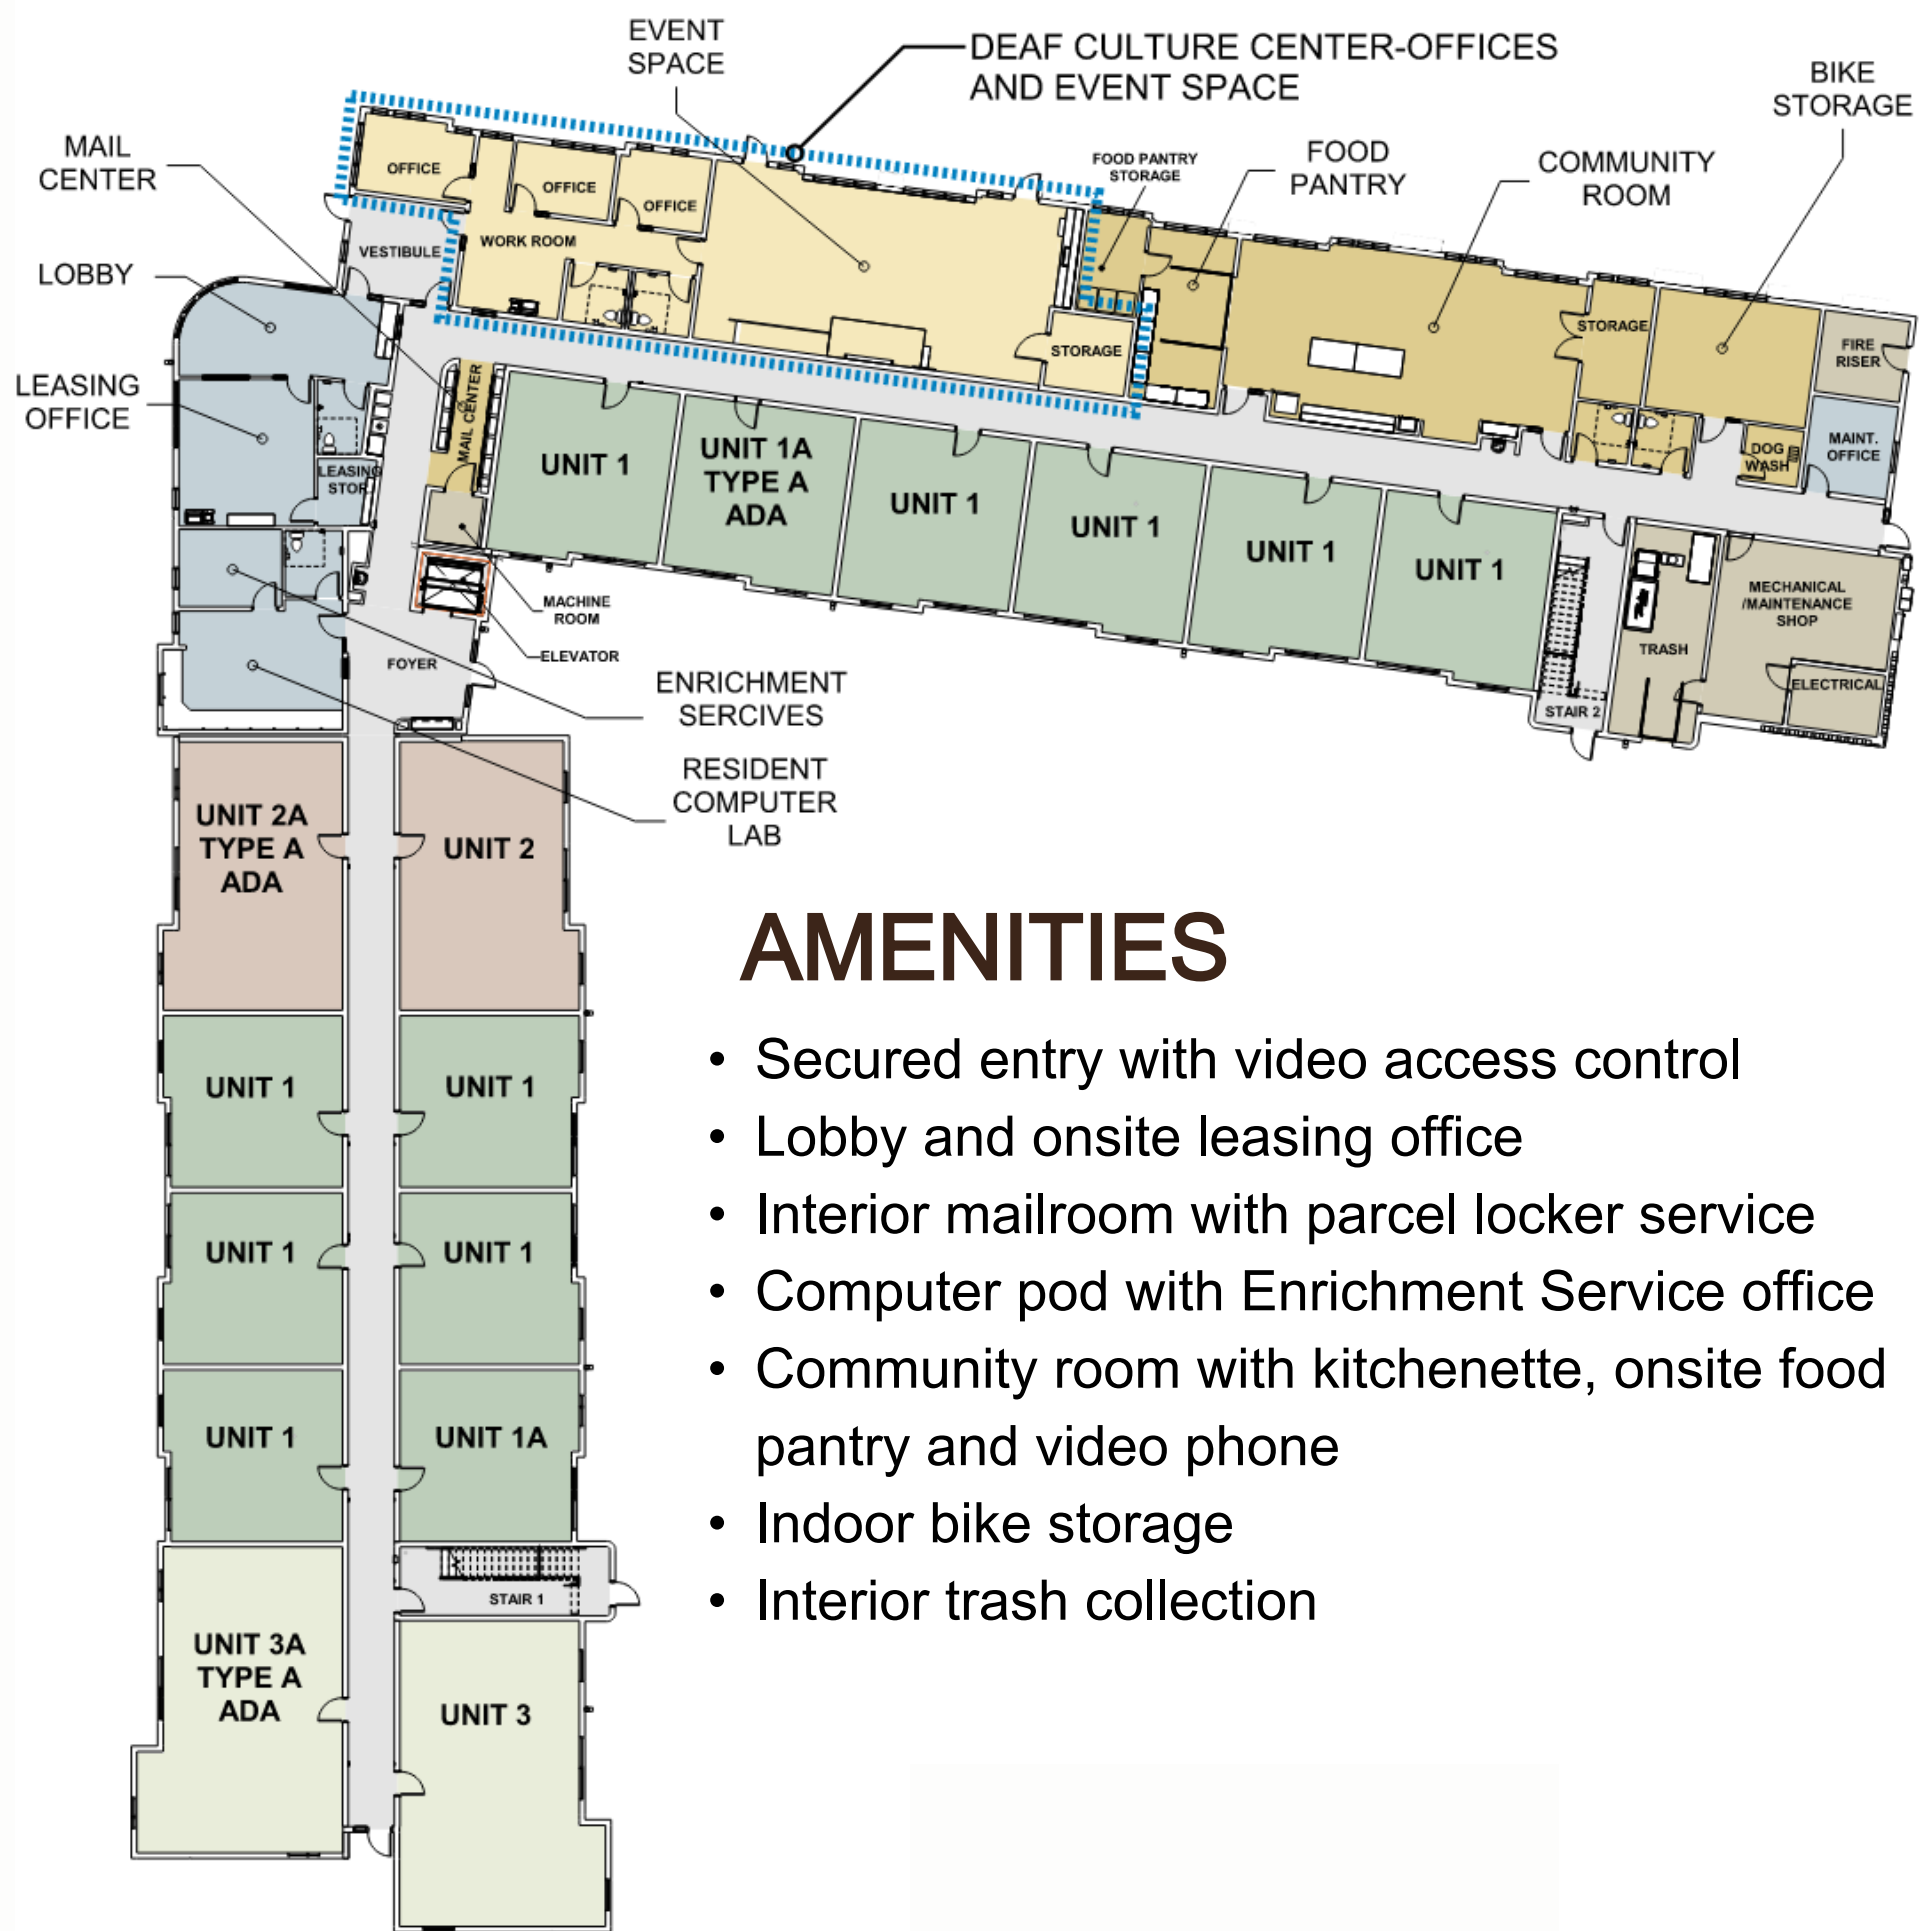 EVENT
SPACE
DEAF CULTURE CENTER-OFFICES
AND EVENT SPACE
BIKE
STORAGE
MAIL
CENTER
FOOD PANTRY
STORAGE
FOOD
PANTRY
COMMUNITY
ROOM
OFFICE
OFFICE
OFFICE
WORK ROOM
VESTIBULE
LOBBY
STORAGE
STORAGE
FIRE
RISER
LEASING
OFFICE
MAIL CENTER
LEASING
STOR
UNIT 1
UNIT 1A
TYPE A
ADA
UNIT 1
UNIT 1
UNIT 1
UNIT 1
DOG
WASH
MAINT.
OFFICE
MACHINE
ROOM
ELEVATOR
FOYER
MECHANICAL
/MAINTENANCE
SHOP
TRASH
ELECTRICAL
STAIR 2
ENRICHMENT
SERCIVES
RESIDENT
COMPUTER
LAB
UNIT 2A
TYPE A
ADA
UNIT 2
UNIT 1
UNIT 1
UNIT 1
UNIT 1
UNIT 1
UNIT 1A
STAIR 1
UNIT 3A
TYPE A
ADA
UNIT 3
AMENITIES
• Secured entry with video access control
• Lobby and onsite leasing office
• Interior mailroom with parcel locker service
• Computer pod with Enrichment Service office
• Community room with kitchenette, onsite food
pantry and video phone
• Indoor bike storage
• Interior trash collection